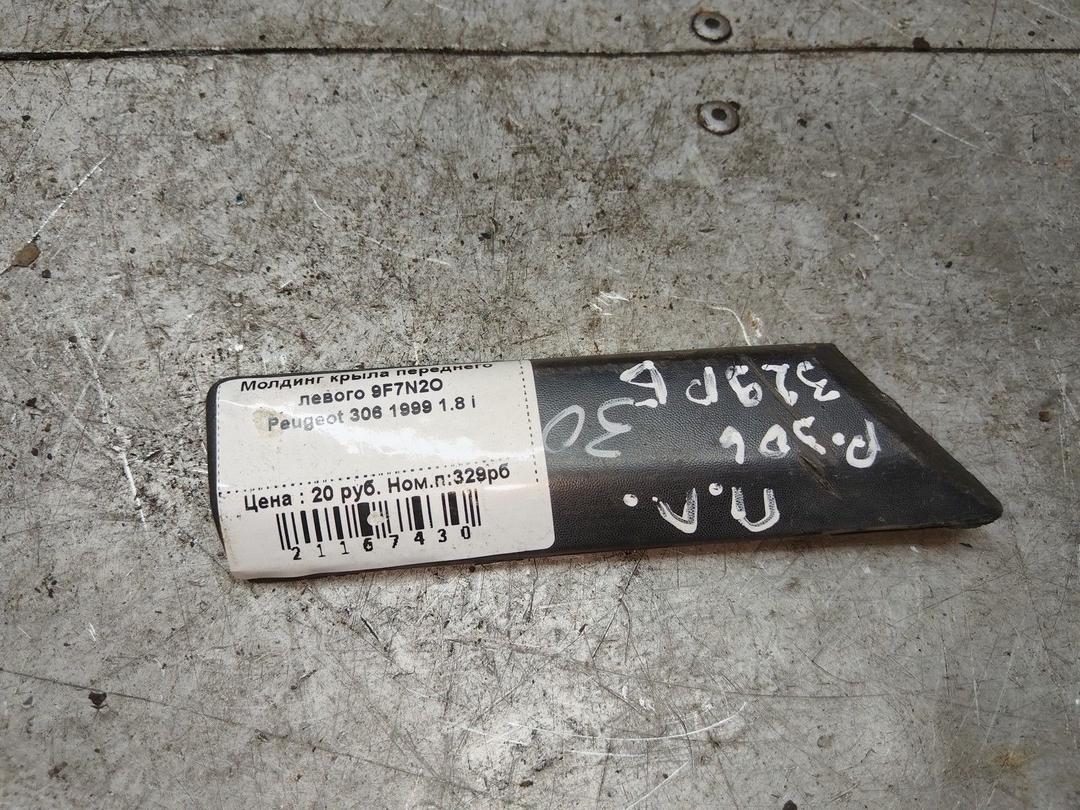 Молдинг крыла переднего
левого 9F7N2O
Peugeot 306 1999 1.8 i
Цена : 20 руб. Ном.п:329рб
21167430
П.Л.
P.306
30
329РБ